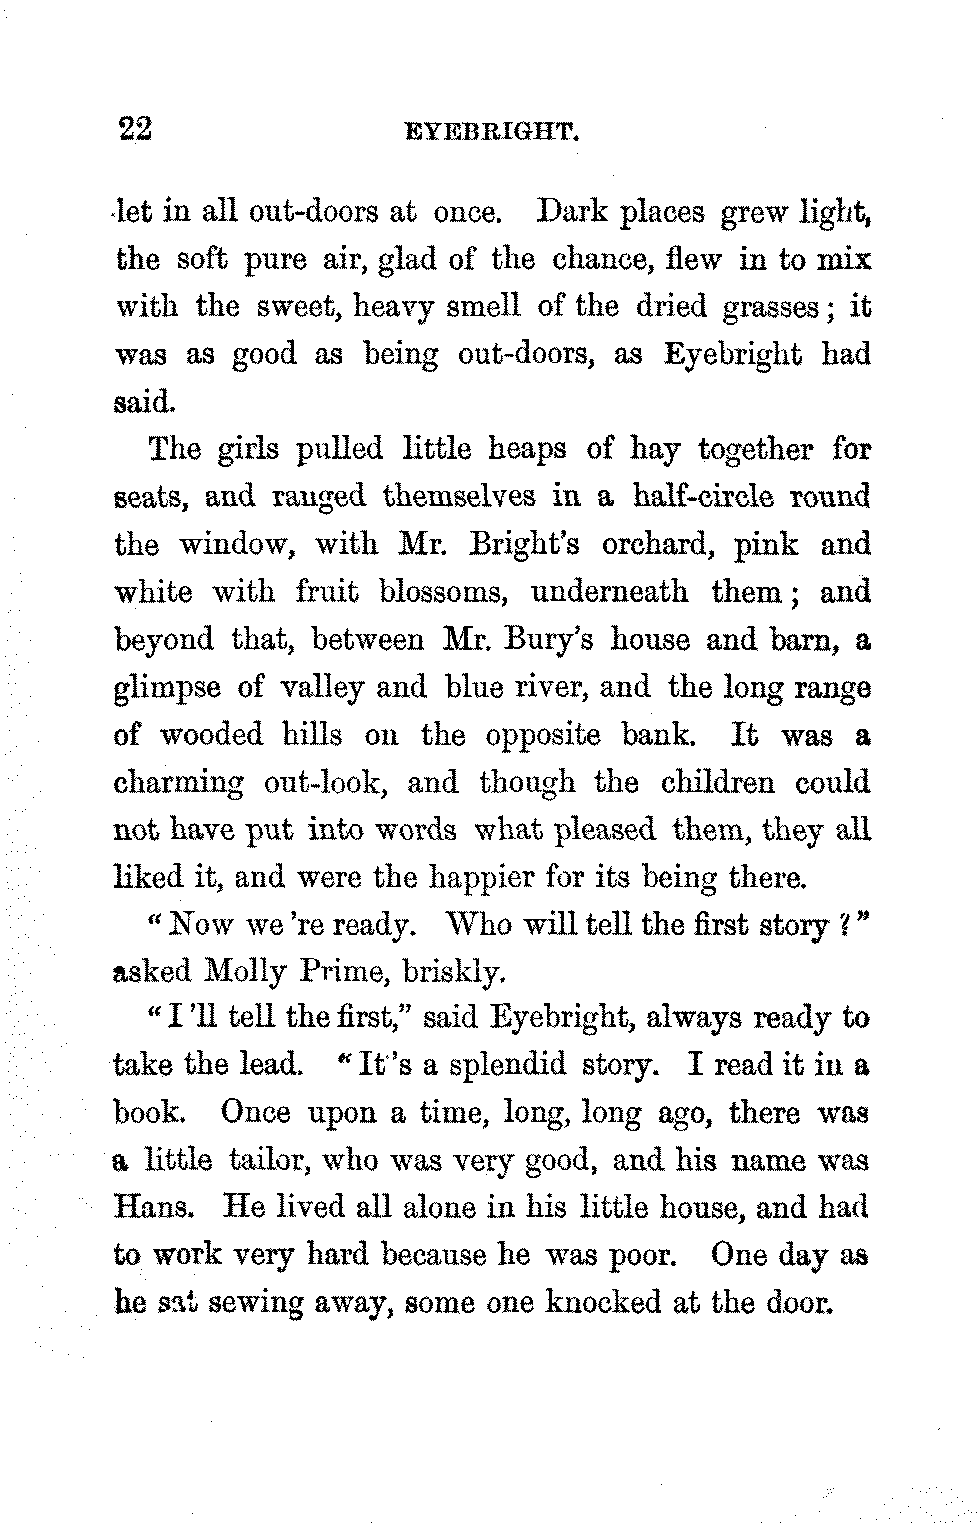 22 EYEBRIGHT.
let in all out-doors at once. Dark places grew light,
the soft pure air, glad of the chance, flew in to mix
with the sweet, heavy smell of the dried grasses; it
was as good as being out-doors, as Eyebright had
said.
The girls pulled little heaps of hay together for
seats, and ranged themselves in a half-circle round
the window, with Mr. Bright's orchard, pink and
white with fruit blossoms, underneath them; and
beyond that, between Mr. Bury's house and barn, a
glimpse of valley and blue river, and the long range
of wooded hills on the opposite bank. It was a
charming out-look, and though the children could
not have put into words what pleased them, they all
liked it, and were the happier for its being there.
"Now we're ready. Who will tell the first story?"
asked Molly Prime, briskly.
"I'll tell the first," said Eyebright, always ready to
take the lead. "It's a splendid story. I read it in a
book. Once upon a time, long, long ago, there was
a little tailor, who was very good, and his name was
Hans. He lived all alone in his little house, and had
to work very hard because he was poor. One day as
he sat sewing away, some one knocked at the door.